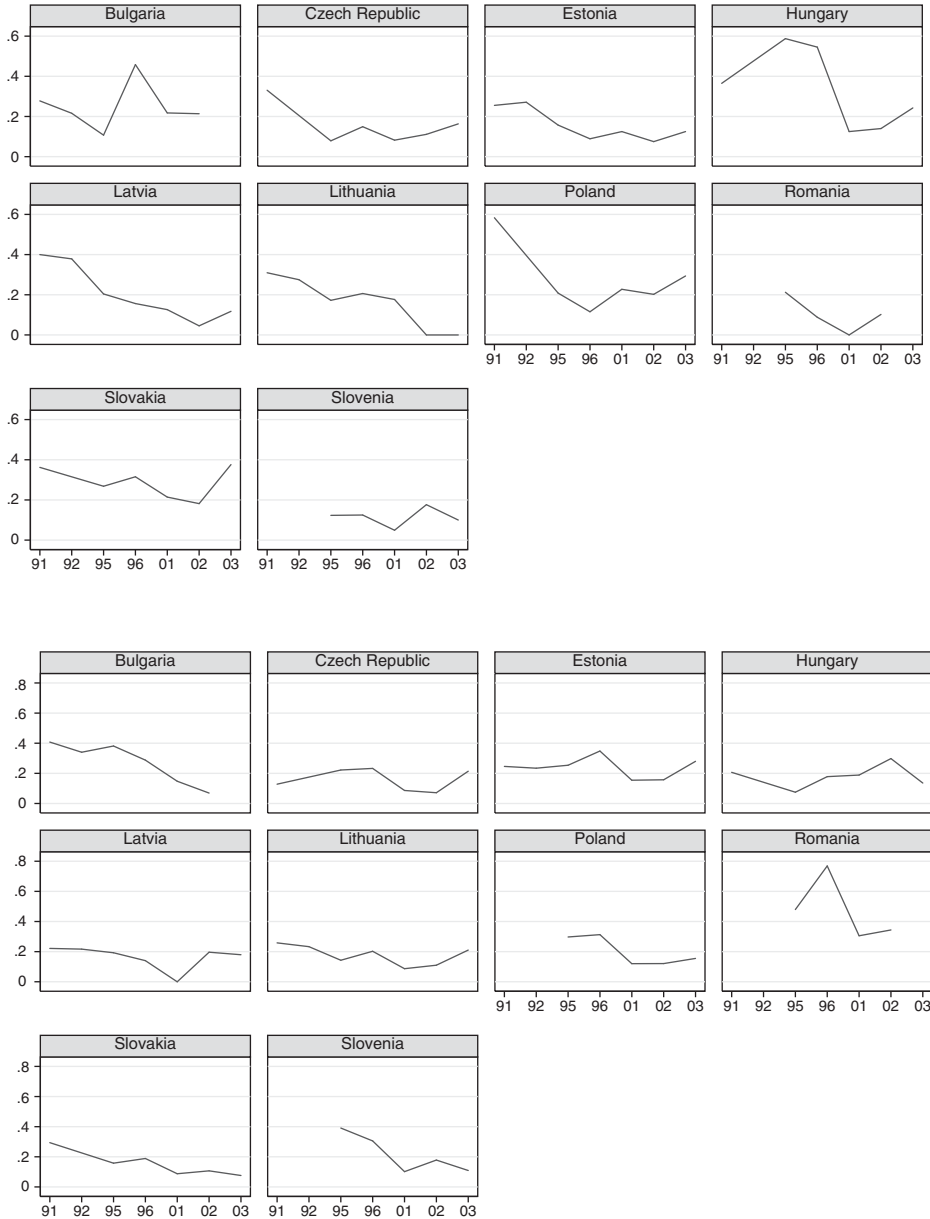 Bulgaria Czech Republic Estonia Hungary
.6
.4
.2
0
Latvia Lithuania Poland Romania
.6
.4
.2
0
91 92 95 96 01 02 03 91 92 95 96 01 02 03
Slovakia Slovenia
.6
.4
.2
0
91 92 95 96 01 02 03 91 92 95 96 01 02 03
Bulgaria Czech Republic Estonia Hungary
.8
.6
.4
.2
0
Latvia Lithuania Poland Romania
.8
.6
.4
.2
0
91 92 95 96 01 02 03 91 92 95 96 01 02 03
Slovakia Slovenia
.8
.6
.4
.2
0
91 92 95 96 01 02 03 91 92 95 96 01 02 03